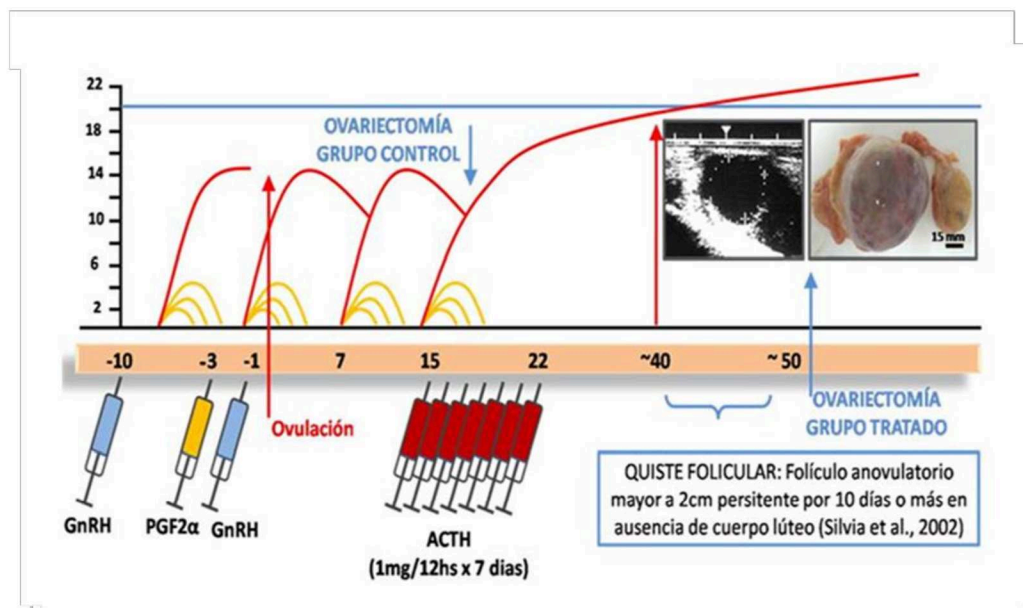 22
18
14
10
6
2
OVARIECTOMÍA
GRUPO CONTROL
15 mm
-10
-3
-1
7
15
22
~40
~ 50
Ovulación
GnRH
PGF2α
GnRH
ACTH
(1mg/12hs x 7 dias)
OVARIECTOMÍA
GRUPO TRATADO
QUISTE FOLICULAR: Folículo anovulatorio
mayor a 2cm persitente por 10 días o más en
ausencia de cuerpo lúteo (Silvia et al., 2002)